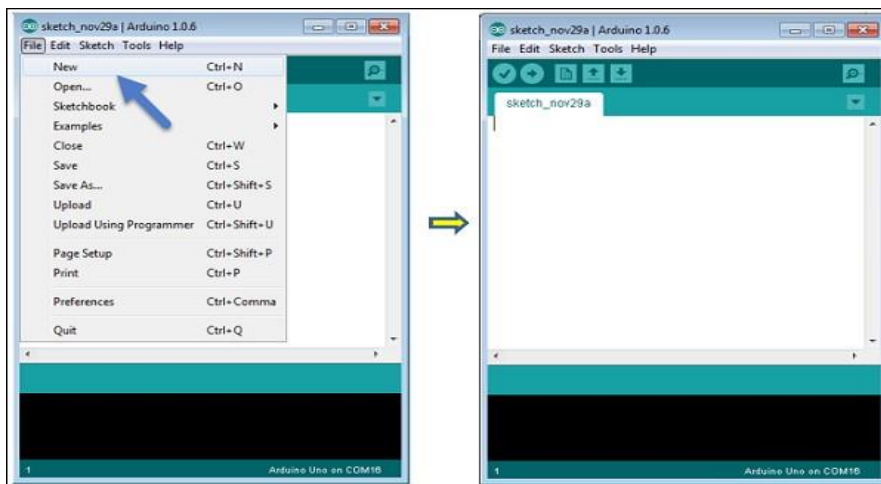 sketch_nov29a | Arduino 1.0.6
File Edit Sketch Tools Help
New Ctrl+N
Open... Ctrl+O
Sketchbook
Examples
Close Ctrl+W
Save Ctrl+S
Save As... Ctrl+Shift+S
Upload Ctrl+U
Upload Using Programmer Ctrl+Shift+U
Page Setup Ctrl+Shift+P
Print Ctrl+P
Preferences Ctrl+Comma
Quit Ctrl+Q
1 Arduino Uno on COM16
sketch_nov29a | Arduino 1.0.6
File Edit Sketch Tools Help
sketch_nov29a
1 Arduino Uno on COM16